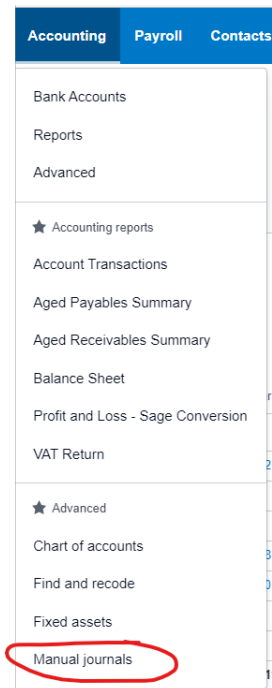 Accounting Payroll Contacts
Bank Accounts
Reports
Advanced
Accounting reports
Account Transactions
Aged Payables Summary
Aged Receivables Summary
Balance Sheet
Profit and Loss - Sage Conversion
VAT Return
Advanced
Chart of accounts
Find and recode
Fixed assets
Manual journals